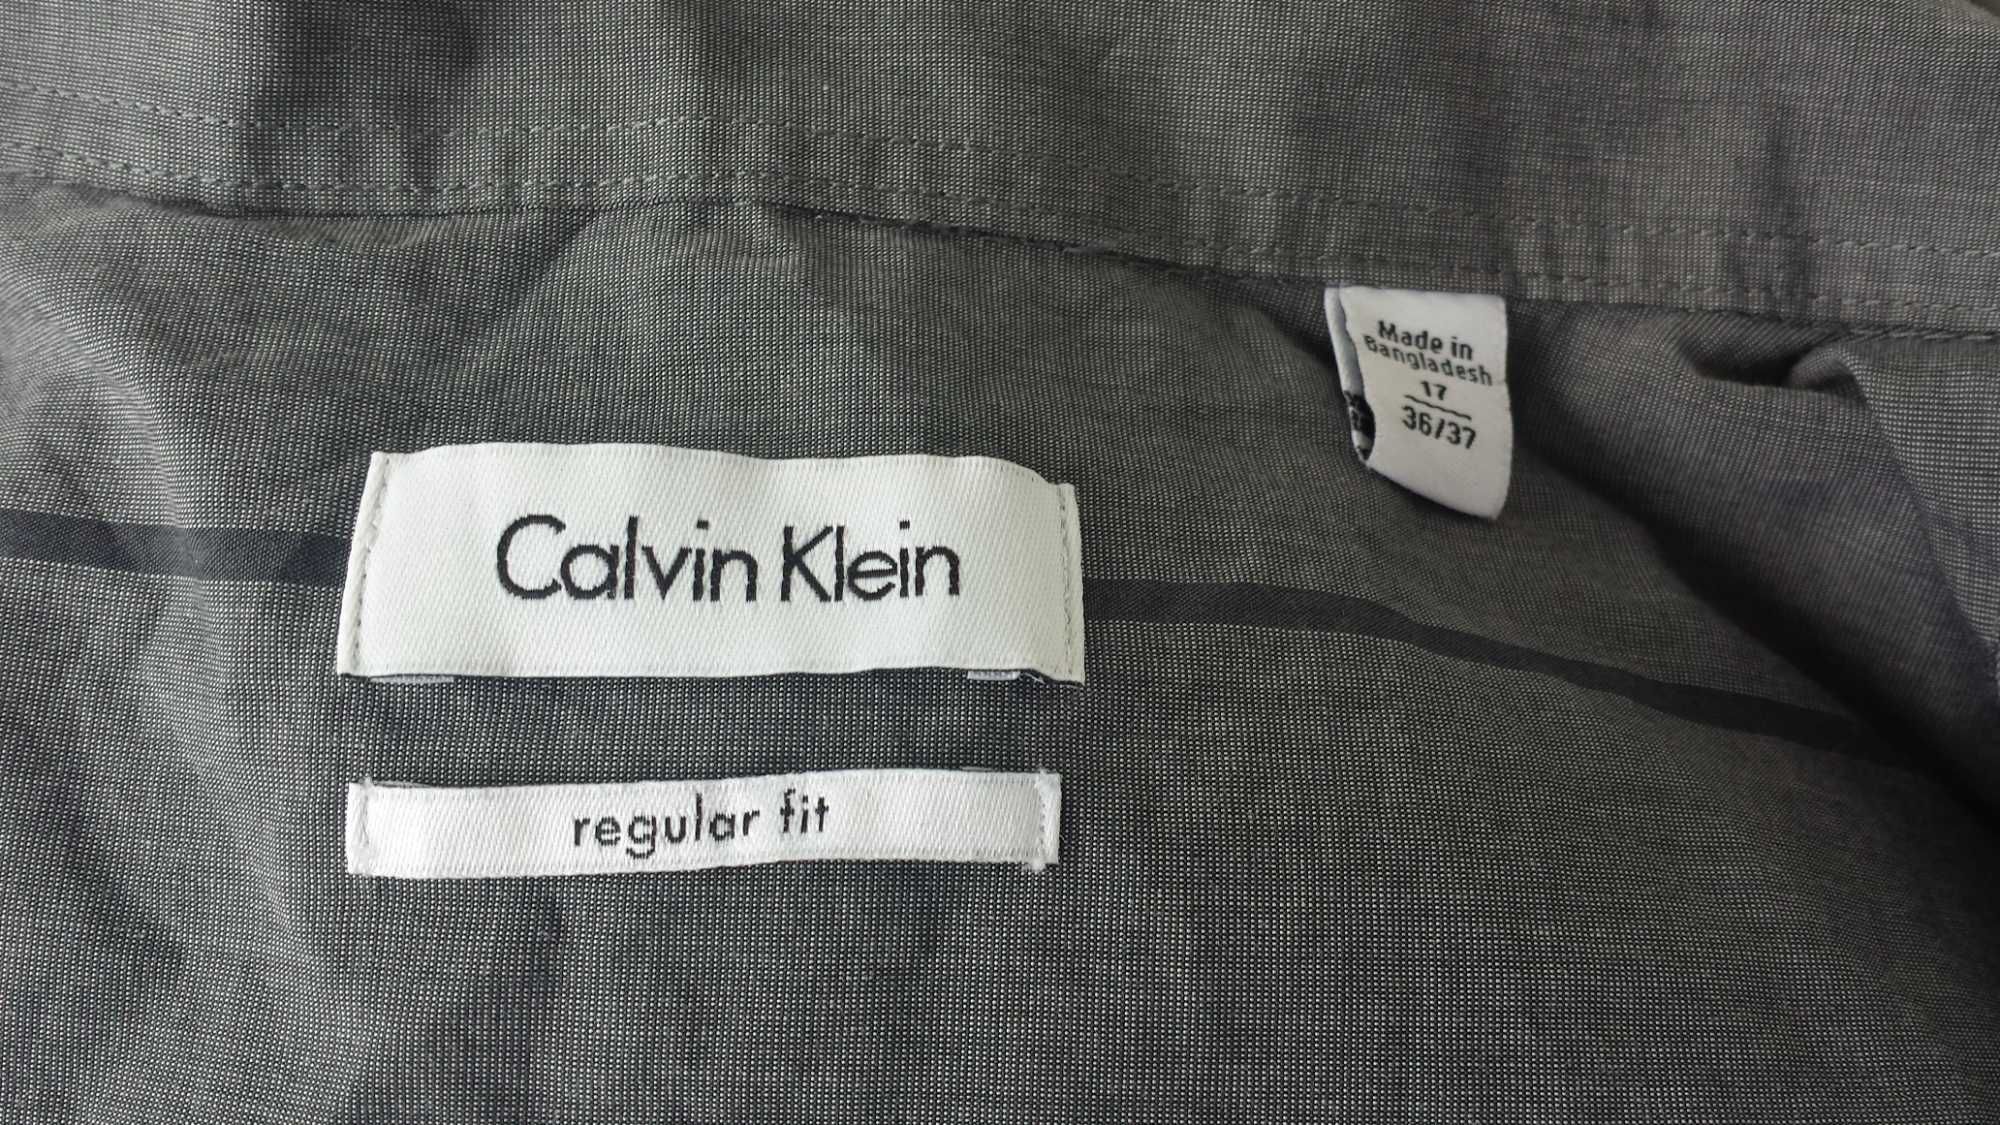 Made in
Bangladesh
17
36/37
Calvin Klein
regular fit